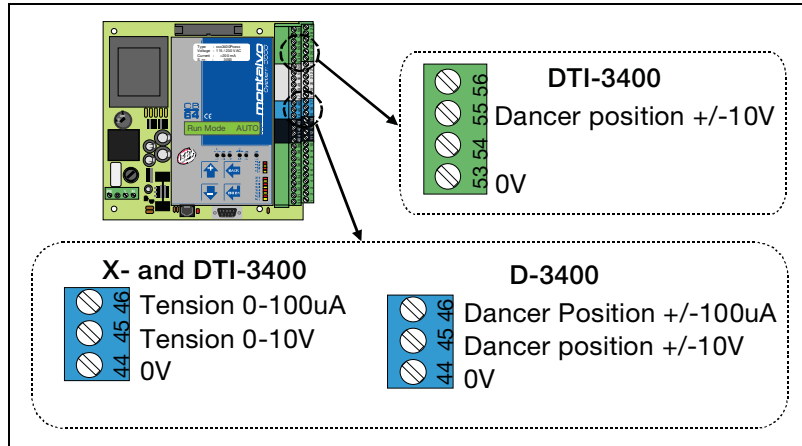 montalvo
Run Mode AUTO
DTI-3400
56
55 Dancer position +/-10V
54
53 0V
X- and DTI-3400
46 Tension 0-100uA
45 Tension 0-10V
44 0V
D-3400
46 Dancer Position +/-100uA
45 Dancer position +/-10V
44 0V